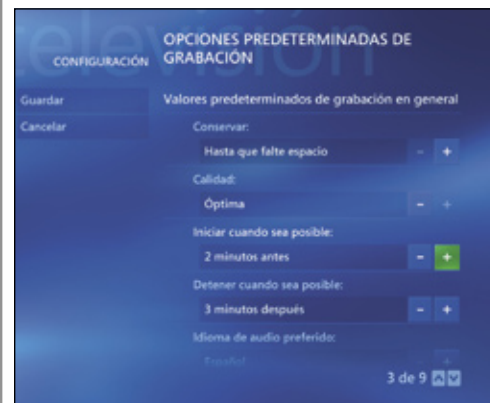 televisión
CONFIGURACIÓN
OPCIONES PREDETERMINADAS DE
GRABACIÓN
Guardar
Cancelar
Valores predeterminados de grabación en general
Conservar:
Hasta que falte espacio - +
Calidad:
Óptima - +
Iniciar cuando sea posible:
2 minutos antes - +
Detener cuando sea posible:
3 minutos después - +
Idioma de audio preferido:
Español +
3 de 9